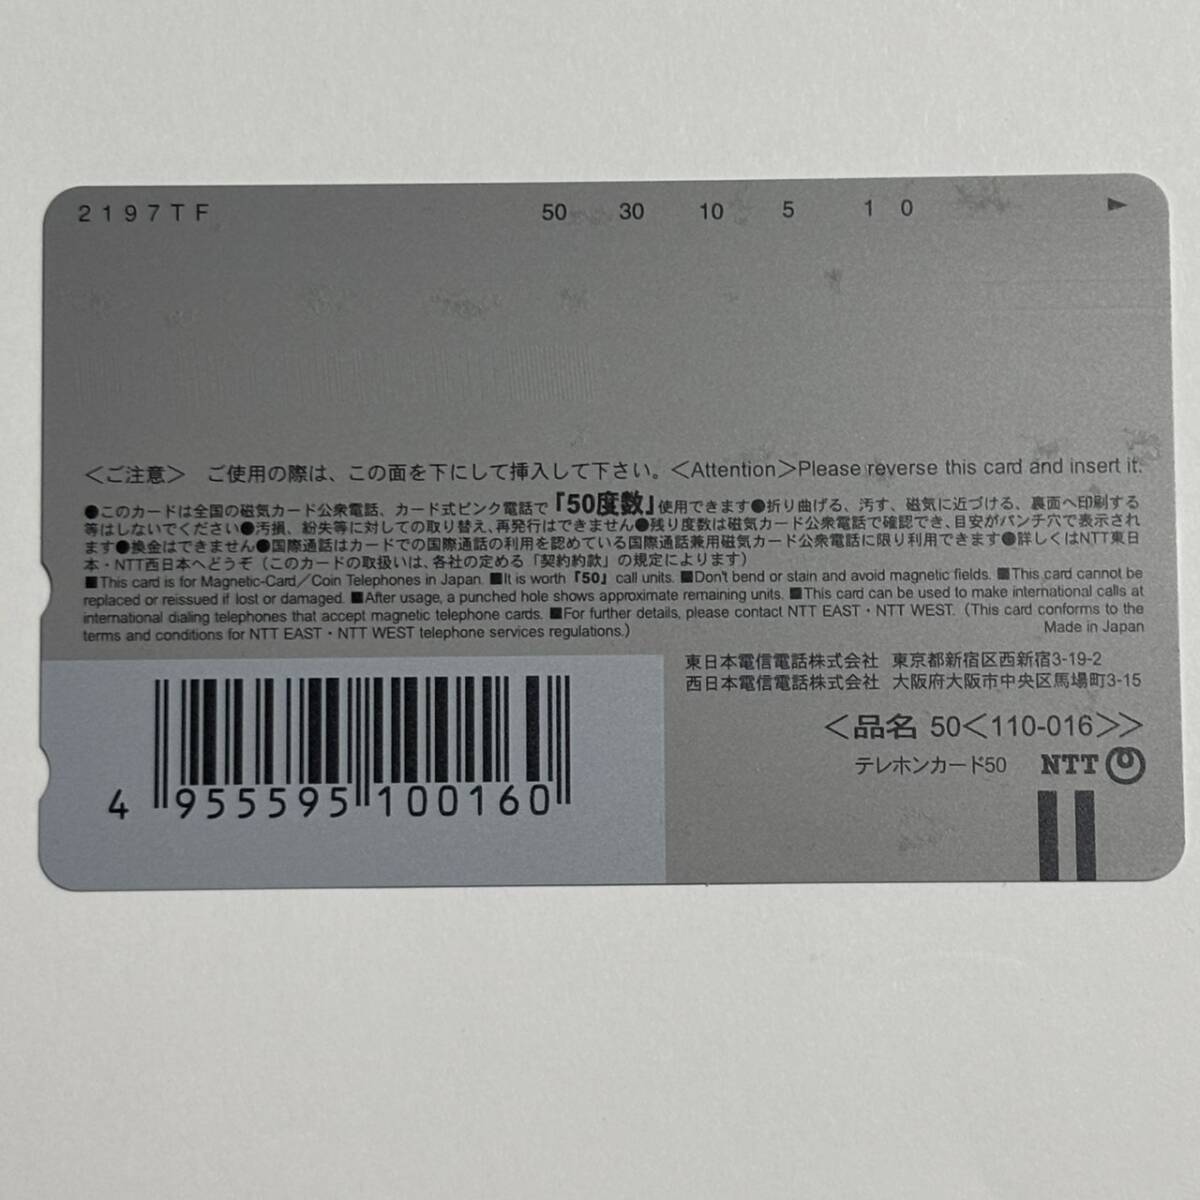 2197TF 50 30 10 5 1 0
＜ご注意＞ ご使用の際は、この面を下にして挿入して下さい。＜Attention＞Please reverse this card and insert it.
●このカードは全国の磁気カード公衆電話、カード式ピンク電話で『50度数』使用できます●折り曲げる、汚す、磁気に近づける、裏面へ印刷する
等はしないでください●汚損、紛失等に対しての取り替え、再発行はできません●残り度数は磁気カード公衆電話で確認でき、目安がパンチ穴で表示され
ます●換金はできません●国際通話はカードでの国際通話の利用を認めている国際通話兼用磁気カード公衆電話に限り利用できます●詳しくはNTT東日
本・NTT西日本へどうぞ（このカードの取扱いは、各社の定める「契約約款」の規定によります）
■This card is for Magnetic-Card／Coin Telephones in Japan. ■It is worth『50』call units. ■Don't bend or stain and avoid magnetic fields. ■This card cannot be
replaced or reissued if lost or damaged. ■After usage, a punched hole shows approximate remaining units. ■This card can be used to make international calls at
international dialing telephones that accept magnetic telephone cards. ■For further details, please contact NTT EAST・NTT WEST. (This card conforms to the
terms and conditions for NTT EAST・NTT WEST telephone services regulations.) Made in Japan
東日本電信電話株式会社 東京都新宿区西新宿3-19-2
西日本電信電話株式会社 大阪府大阪市中央区馬場町3-15
＜品名 50＜110-016＞＞
テレホンカード50 NTT
4 955595 100160